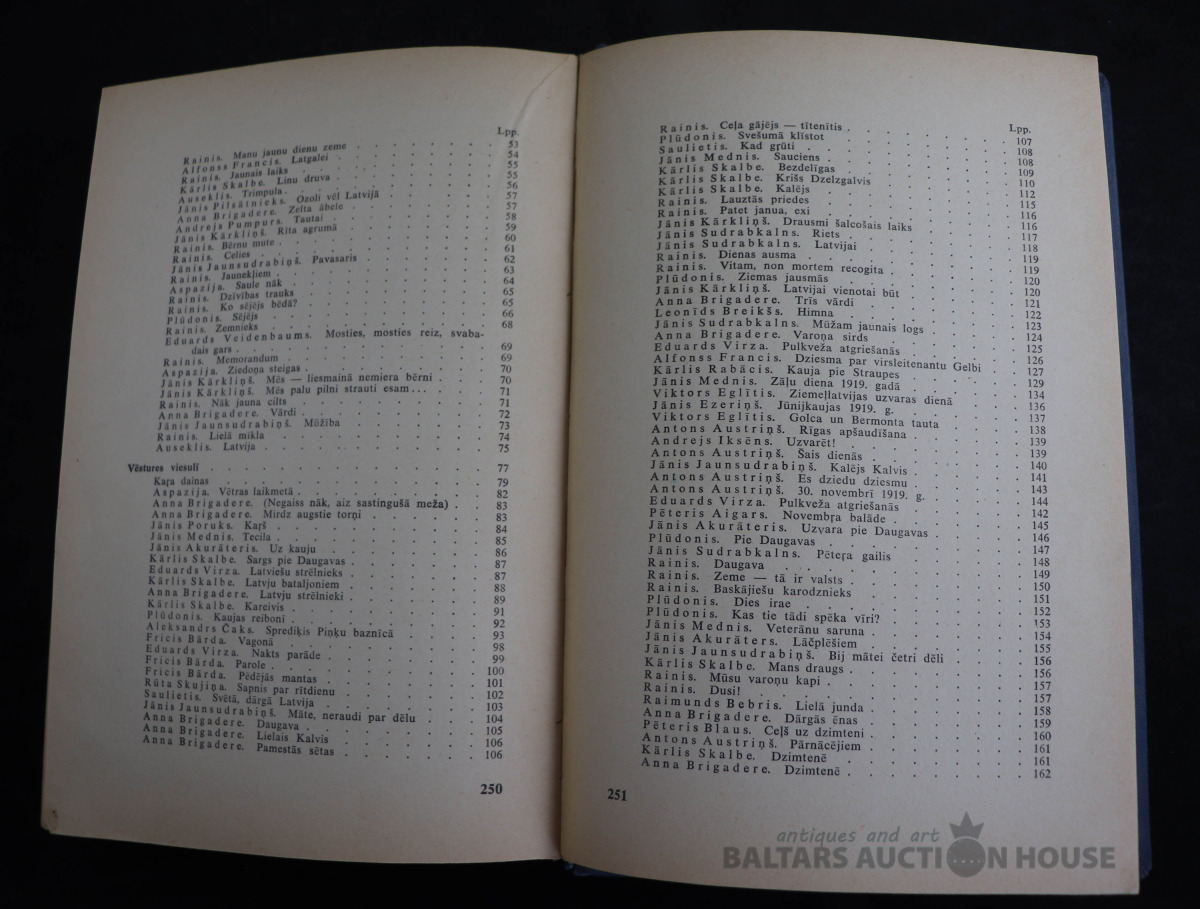 Lpp.
Rainis. Manu jaunu dienu zeme . . . . . . . 53
Alfonss Francis. Latgalei . . . . . . . 54
Rainis. Jaunais laiks . . . . . . . 55
Kārlis Skalbe. Linu druva . . . . . . . 55
Auseklis. Trimpula . . . . . . . 56
Jānis Pilsātnieks. Ozoli vēl Latvijā . . . . . . . 57
Anna Brigadere. Zelta ābele . . . . . . . 57
Andrejs Pumpurs. Tautai . . . . . . . 58
Jānis Kārkliņš. Rīta agrumā . . . . . . . 59
Rainis. Bērnu mute . . . . . . . 60
Rainis. Celies . . . . . . . 61
Jānis Jaunsudrabiņš. Pavasaris . . . . . . . 62
Rainis. Jaunekļiem . . . . . . . 63
Aspazija. Saule nāk . . . . . . . 64
Rainis. Dzīvības trauks . . . . . . . 65
Rainis. Ko sējējs bēdā? . . . . . . . 65
Plūdonis. Sējējs . . . . . . . 66
Rainis. Zemnieks . . . . . . . 68
Eduards Veidenbaums. Mosties, mosties reiz, svaba-
dais gars . . . . . . . 69
Rainis. Memorandum . . . . . . . 69
Aspazija. Ziedoņa steigas . . . . . . . 70
Jānis Kārkliņš. Mēs — liesmainā nemiera bērni . . . . . . . 70
Jānis Kārkliņš. Mēs palu pilni strauti esam . . . . . . . 71
Rainis. Nāk jauna cilts . . . . . . . 71
Anna Brigadere. Vārdi . . . . . . . 72
Jānis Jaunsudrabiņš. Mūžība . . . . . . . 73
Rainis. Lielā mīkla . . . . . . . 74
Auseklis. Latvija . . . . . . . 75
Vēstures viesulī . . . . . . . 77
Kaŗa dainas . . . . . . . 79
Aspazija. Vētras laikmetā . . . . . . . 82
Anna Brigadere. (Negaiss nāk, aiz sastingušā meža) . . . . . . . 83
Anna Brigadere. Mirdz augstie torņi . . . . . . . 83
Jānis Poruks. Kaŗš . . . . . . . 84
Jānis Mednis. Tecila . . . . . . . 85
Jānis Akurāteris. Uz kauju . . . . . . . 86
Kārlis Skalbe. Sargs pie Daugavas . . . . . . . 87
Eduards Virza. Latviešu strēlnieks . . . . . . . 87
Kārlis Skalbe. Latvju bataljoniem . . . . . . . 88
Anna Brigadere. Latvju strēlnieki . . . . . . . 89
Kārlis Skalbe. Kareivis . . . . . . . 91
Plūdonis. Kaujas reibonī . . . . . . . 92
Aleksandrs Čaks. Sprediķis Piņķu baznīcā . . . . . . . 93
Fricis Bārda. Vagonā . . . . . . . 98
Eduards Virza. Nakts parāde . . . . . . . 99
Fricis Bārda. Parole . . . . . . . 100
Fricis Bārda. Pēdējās mantas . . . . . . . 101
Rūta Skujiņa. Sapnis par rītdienu . . . . . . . 102
Saulietis. Svētā, dārgā Latvija . . . . . . . 103
Jānis Jaunsudrabiņš. Māte, neraudi par dēlu . . . . . . . 104
Anna Brigadere. Daugava . . . . . . . 105
Anna Brigadere. Lielais Kalvis . . . . . . . 106
Anna Brigadere. Pamestās sētas . . . . . . . 106
250
Lpp.
Rainis. Ceļa gājējs — tītenītis . . . . . . . 107
Plūdonis. Svešumā klīstot . . . . . . . 108
Saulietis. Kad grūti . . . . . . . 108
Jānis Mednis. Sauciens . . . . . . . 109
Kārlis Skalbe. Bezdelīgas . . . . . . . 110
Kārlis Skalbe. Krišs Dzelzgalvis . . . . . . . 112
Kārlis Skalbe. Kalējs . . . . . . . 115
Rainis. Lauztās priedes . . . . . . . 116
Rainis. Patet janua, exi . . . . . . . 116
Jānis Kārkliņš. Drausmi šalcošais laiks . . . . . . . 117
Jānis Sudrabkalns. Riets . . . . . . . 118
Jānis Sudrabkalns. Latvijai . . . . . . . 119
Rainis. Dienas ausma . . . . . . . 119
Rainis. Vitam, non mortem recogita . . . . . . . 120
Plūdonis. Ziemas jausmās . . . . . . . 120
Jānis Kārkliņš. Latvijai vienotai būt . . . . . . . 121
Anna Brigadere. Trīs vārdi . . . . . . . 122
Leonīds Breikšs. Himna . . . . . . . 123
Jānis Sudrabkalns. Mūžam jaunais logs . . . . . . . 124
Anna Brigadere. Varoņa sirds . . . . . . . 125
Eduards Virza. Pulkveža atgriešanās . . . . . . . 127
Alfonss Francis. Dziesma par virsleitenantu Gelbi . . . . . . . 129
Kārlis Rabācis. Kauja pie Straupes . . . . . . . 134
Jānis Mednis. Zāļu diena 1919. gadā . . . . . . . 136
Viktors Eglītis. Ziemeļlatvijas uzvaras dienā . . . . . . . 137
Jānis Ezeriņš. Jūnijkaujas 1919. g. . . . . . . . 138
Viktors Eglītis. Golca un Bermonta tauta . . . . . . . 139
Antons Austriņš. Rīgas apšaudīšana . . . . . . . 139
Andrejs Iksēns. Uzvarēt! . . . . . . . 140
Antons Austriņš. Šais dienās . . . . . . . 141
Jānis Jaunsudrabiņš. Kalējs Kalvis . . . . . . . 143
Antons Austriņš. Es dziedu dziesmu . . . . . . . 144
Antons Austriņš. 30. novembrī 1919. g. . . . . . . . 142
Eduards Virza. Pulkveža atgriešanās . . . . . . . 145
Pēteris Aigars. Novembŗa balāde . . . . . . . 146
Jānis Akurāteris. Uzvara pie Daugavas . . . . . . . 147
Plūdonis. Pie Daugavas . . . . . . . 148
Jānis Sudrabkalns. Pēteŗa gailis . . . . . . . 149
Rainis. Daugava . . . . . . . 150
Rainis. Zeme — tā ir valsts . . . . . . . 151
Rainis. Baskājiešu karodznieks . . . . . . . 152
Plūdonis. Dies irae . . . . . . . 153
Plūdonis. Kas tie tādi spēka vīri? . . . . . . . 154
Jānis Mednis. Veterānu saruna . . . . . . . 155
Jānis Akurāters. Lāčplēšiem . . . . . . . 156
Jānis Jaunsudrabiņš. Bij mātei četri dēli . . . . . . . 156
Kārlis Skalbe. Mans draugs . . . . . . . 157
Rainis. Mūsu varoņu kapi . . . . . . . 157
Rainis. Dusi! . . . . . . . 158
Raimunds Bebris. Lielā junda . . . . . . . 159
Anna Brigadere. Dārgās ēnas . . . . . . . 160
Pēteris Blaus. Ceļš uz dzimteni . . . . . . . 161
Antons Austriņš. Pārnācējiem . . . . . . . 161
Kārlis Skalbe. Dzimtenē . . . . . . . 162
Anna Brigadere. Dzimtenē
251
antiques and art
BALTARS AUCTION HOUSE